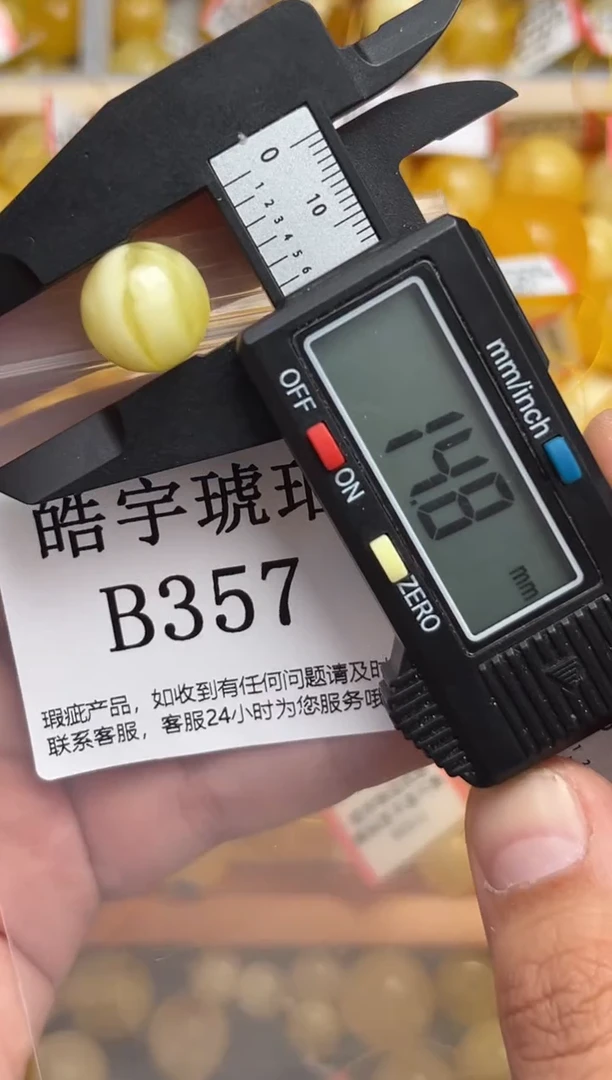 0
10
1 2 3 4 5 6
mm/inch
OFF
ON
14.8
mm
ZERO
皓宇琥珀
B357
瑕疵产品，如收到有任何问题请及时
联系客服，客服24小时为您服务哦